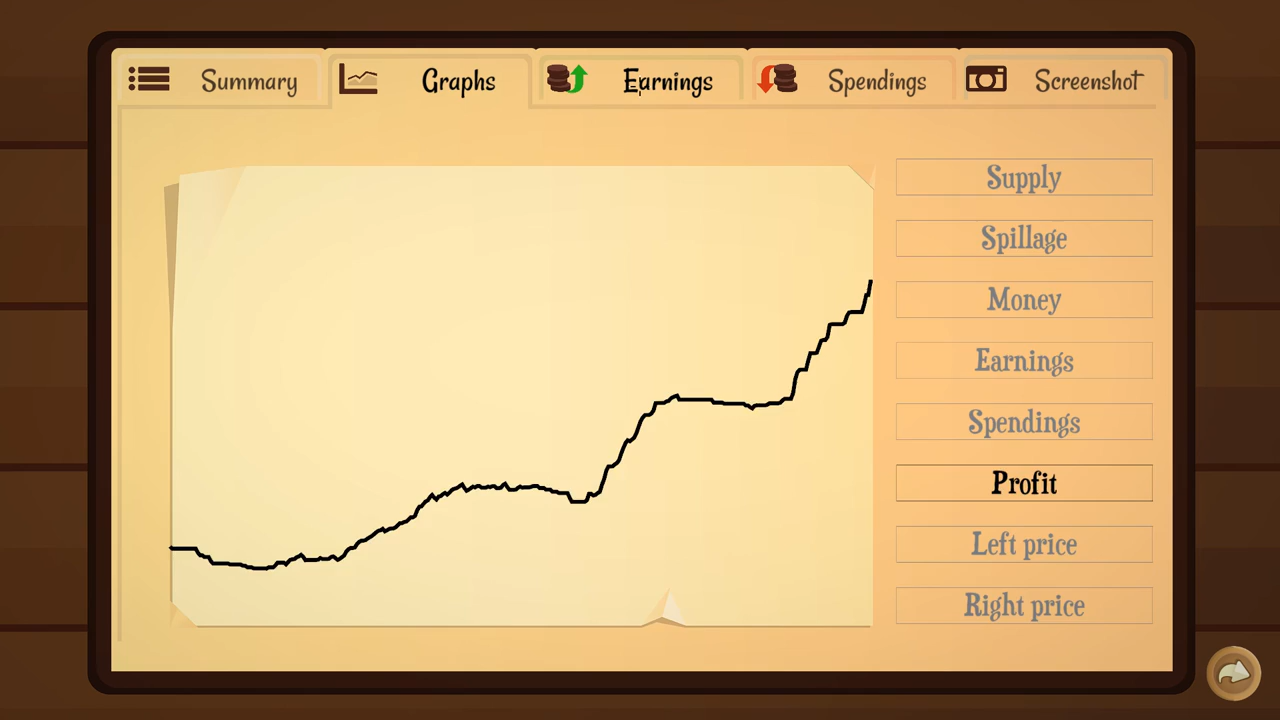 Summary
Graphs
Earnings
Spendings
Screenshot
Supply
Spillage
Money
Earnings
Spendings
Profit
Left price
Right price